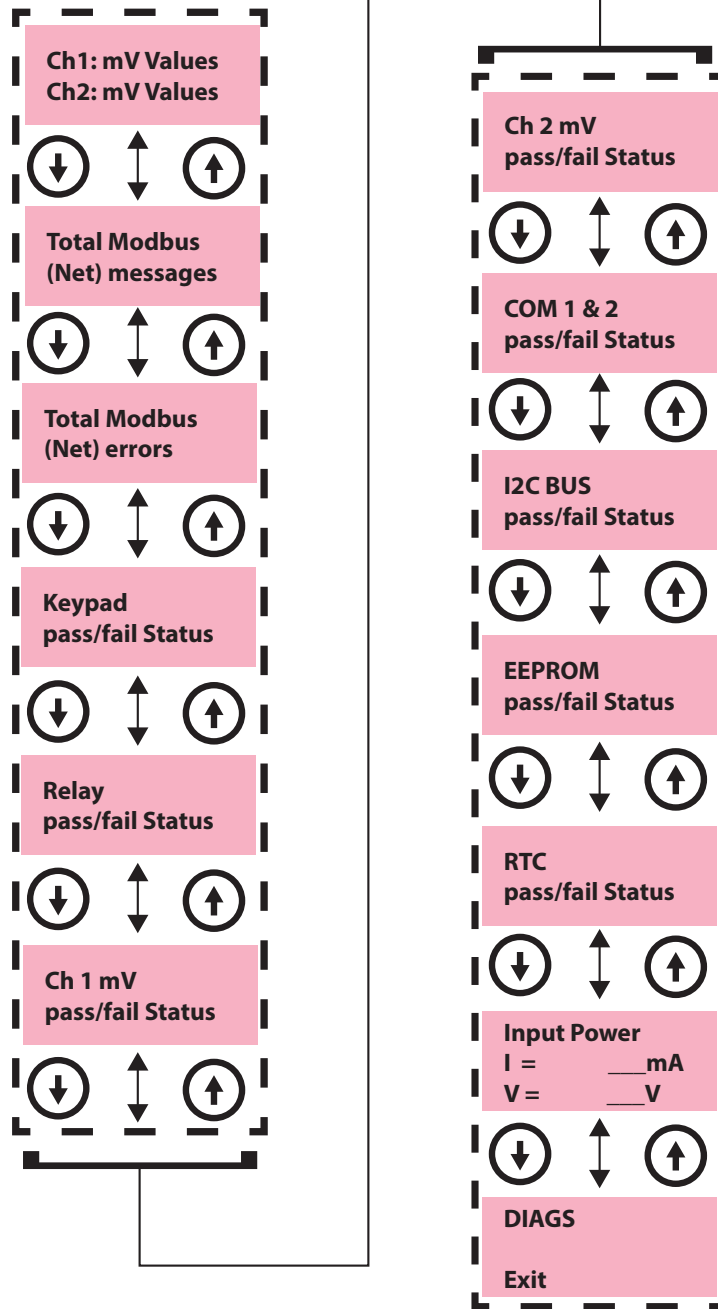 Ch1: mV Values
Ch2: mV Values
Total Modbus
(Net) messages
Total Modbus
(Net) errors
Keypad
pass/fail Status
Relay
pass/fail Status
Ch 1 mV
pass/fail Status
Ch 2 mV
pass/fail Status
COM 1 & 2
pass/fail Status
I2C BUS
pass/fail Status
EEPROM
pass/fail Status
RTC
pass/fail Status
Input Power
I = ___mA
V = ___V
DIAGS
Exit